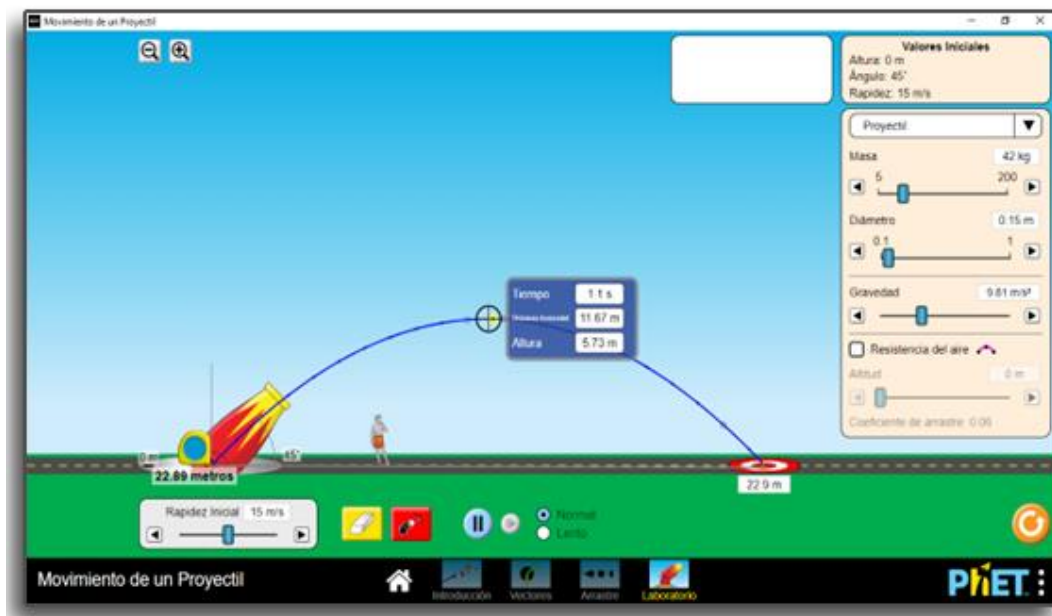 Movimiento de un Proyectil
Valores Iniciales
Altura: 0 m
Ángulo: 45°
Rapidez: 15 m/s
Proyectil
Masa 42 kg
5 200
Diámetro 0.15 m
0.1 1
Gravedad 9.81 m/s²
Resistencia del aire
Altitud 0 m
Coeficiente de arrastre: 0.06
Tiempo 1.1 s
11.67 m
Altura 5.73 m
0 m
45°
22.89 metros
22.9 m
Rapidez Inicial 15 m/s
Normal
Lento
Movimiento de un Proyectil
Introducción Vectores Arrastre Laboratorio
PhET